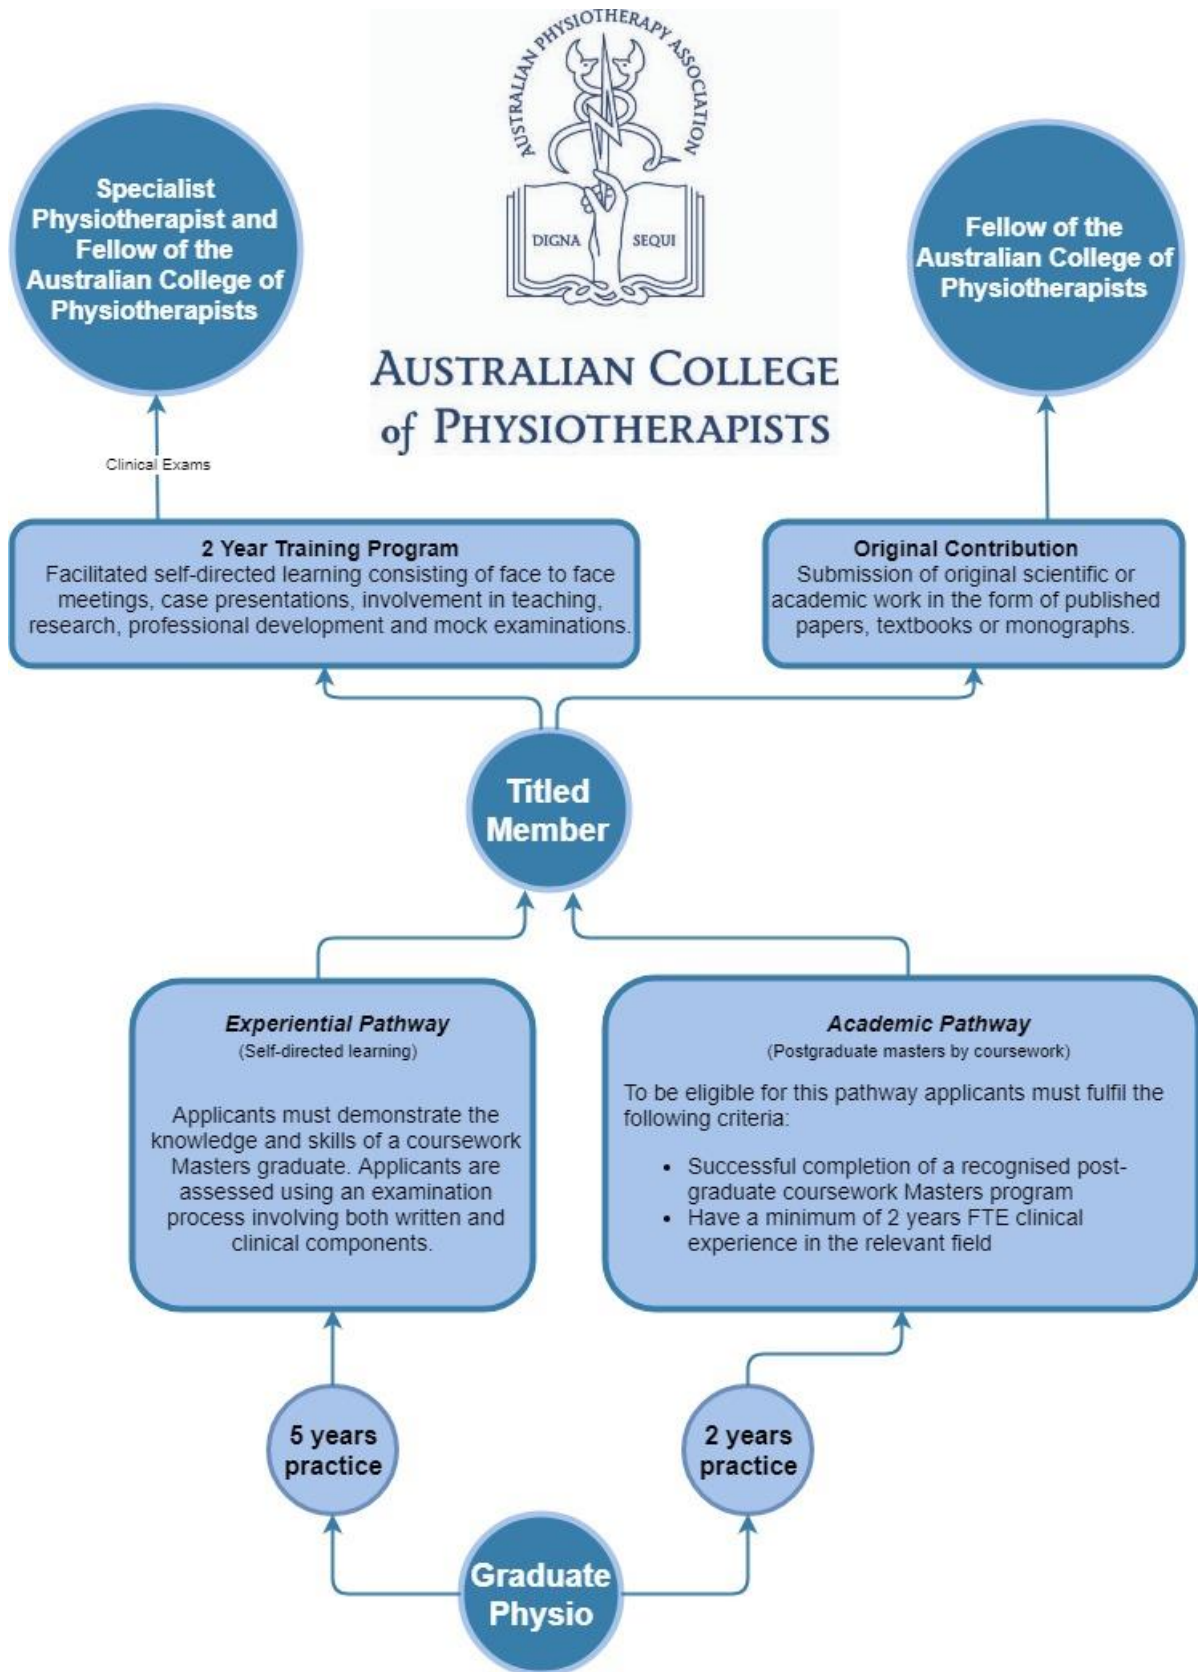 AUSTRALIAN PHYSIOTHERAPY ASSOCIATION
DIGNA SEQUI
AUSTRALIAN COLLEGE
of PHYSIOTHERAPISTS
Specialist
Physiotherapist and
Fellow of the
Australian College of
Physiotherapists
Fellow of the
Australian College of
Physiotherapists
Clinical Exams
2 Year Training Program
Facilitated self-directed learning consisting of face to face
meetings, case presentations, involvement in teaching,
research, professional development and mock examinations.
Original Contribution
Submission of original scientific or
academic work in the form of published
papers, textbooks or monographs.
Titled
Member
Experiential Pathway
(Self-directed learning)
Applicants must demonstrate the
knowledge and skills of a coursework
Masters graduate. Applicants are
assessed using an examination
process involving both written and
clinical components.
Academic Pathway
(Postgraduate masters by coursework)
To be eligible for this pathway applicants must fulfil the
following criteria:
• Successful completion of a recognised post-
graduate coursework Masters program
• Have a minimum of 2 years FTE clinical
experience in the relevant field
5 years
practice
2 years
practice
Graduate
Physio